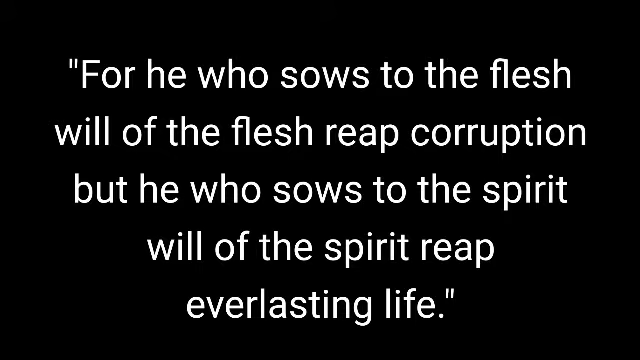 "For he who sows to the flesh
will of the flesh reap corruption
but he who sows to the spirit
will of the spirit reap
everlasting life."